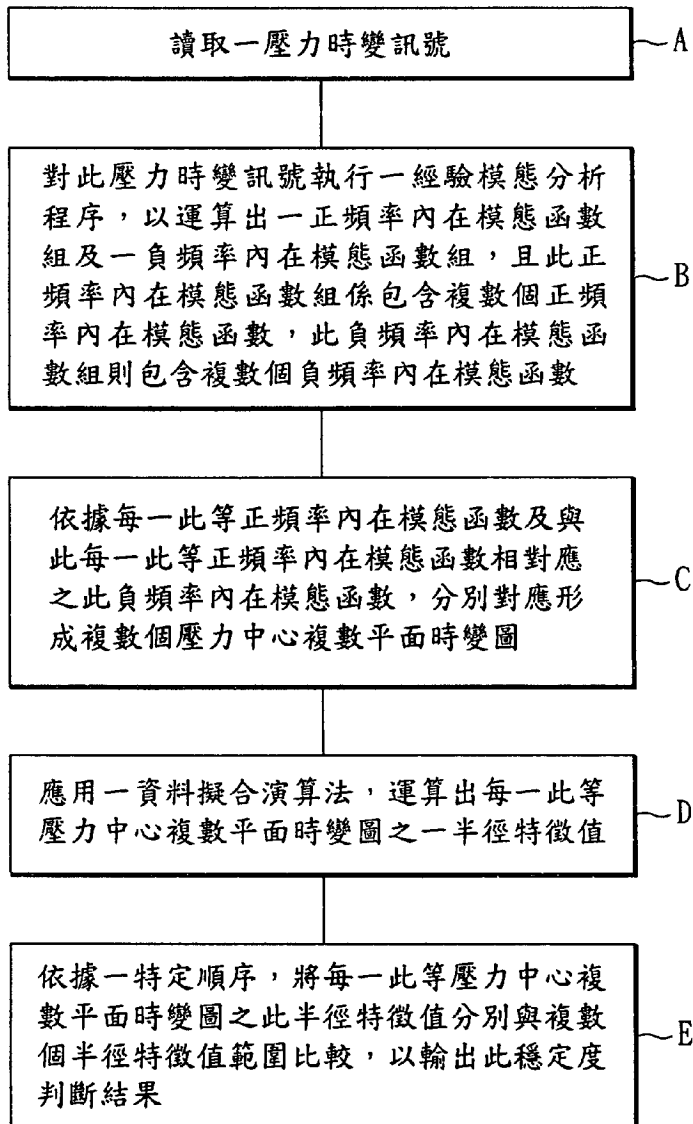 讀取一壓力時變訊號
A
對此壓力時變訊號執行一經驗模態分析
程序，以運算出一正頻率內在模態函數
組及一負頻率內在模態函數組，且此正
頻率內在模態函數組係包含複數個正頻
率內在模態函數，此負頻率內在模態函
數組則包含複數個負頻率內在模態函數
B
依據每一此等正頻率內在模態函數及與
此每一此等正頻率內在模態函數相對應
之此負頻率內在模態函數，分別對應形
成複數個壓力中心複數平面時變圖
C
應用一資料擬合演算法，運算出每一此等
壓力中心複數平面時變圖之一半徑特徵值
D
依據一特定順序，將每一此等壓力中心複
數平面時變圖之此半徑特徵值分別與複數
個半徑特徵值範圍比較，以輸出此穩定度
判斷結果
E